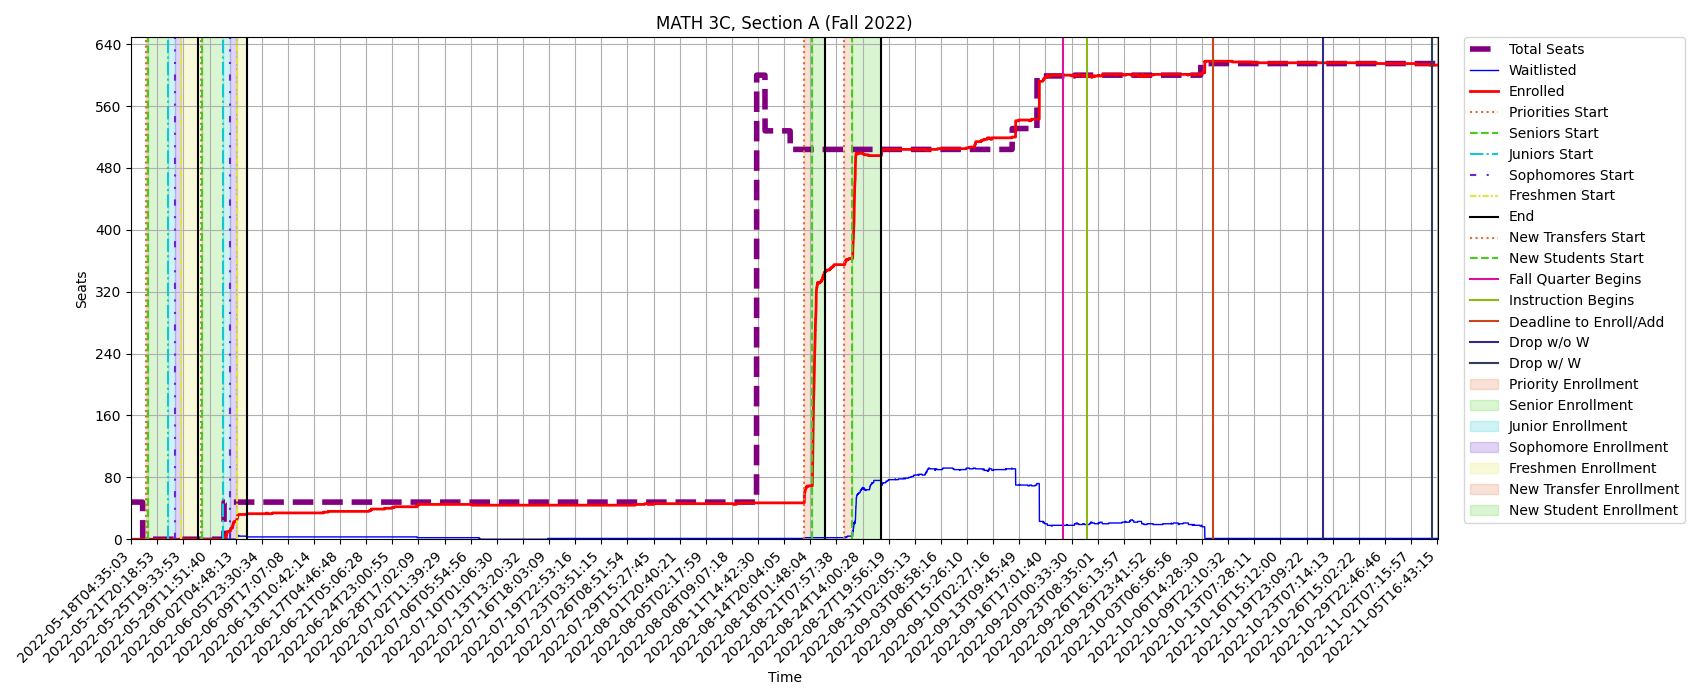 MATH 3C, Section A (Fall 2022)
640
560
480
400
320
240
160
80
0
Seats
2022-05-18T04:35:03
2022-05-21T20:18:53
2022-05-25T19:33:53
2022-05-29T11:51:40
2022-06-02T04:48:13
2022-06-05T23:30:34
2022-06-09T17:07:08
2022-06-13T10:42:14
2022-06-17T04:46:48
2022-06-21T05:06:28
2022-06-24T23:00:55
2022-06-28T17:02:09
2022-07-02T11:39:29
2022-07-06T05:54:56
2022-07-10T01:06:30
2022-07-13T13:20:32
2022-07-16T18:03:09
2022-07-19T22:53:16
2022-07-23T03:51:15
2022-07-26T08:51:54
2022-07-29T15:27:45
2022-08-01T20:40:21
2022-08-05T02:17:59
2022-08-08T09:07:18
2022-08-11T14:42:30
2022-08-14T20:04:05
2022-08-18T01:48:04
2022-08-21T07:57:38
2022-08-24T14:00:28
2022-08-27T19:56:19
2022-08-31T02:05:13
2022-09-03T08:58:16
2022-09-06T15:26:10
2022-09-10T02:27:16
2022-09-13T09:45:49
2022-09-16T17:01:40
2022-09-20T00:33:30
2022-09-23T08:35:01
2022-09-26T16:13:57
2022-09-29T23:41:52
2022-10-03T06:56:56
2022-10-06T14:28:30
2022-10-09T22:10:32
2022-10-13T07:28:11
2022-10-16T15:12:00
2022-10-19T23:09:22
2022-10-23T07:14:13
2022-10-26T15:02:22
2022-10-29T22:46:46
2022-11-02T07:15:57
2022-11-05T16:43:15
Time
Total Seats
Waitlisted
Enrolled
Priorities Start
Seniors Start
Juniors Start
Sophomores Start
Freshmen Start
End
New Transfers Start
New Students Start
Fall Quarter Begins
Instruction Begins
Deadline to Enroll/Add
Drop w/o W
Drop w/ W
Priority Enrollment
Senior Enrollment
Junior Enrollment
Sophomore Enrollment
Freshmen Enrollment
New Transfer Enrollment
New Student Enrollment